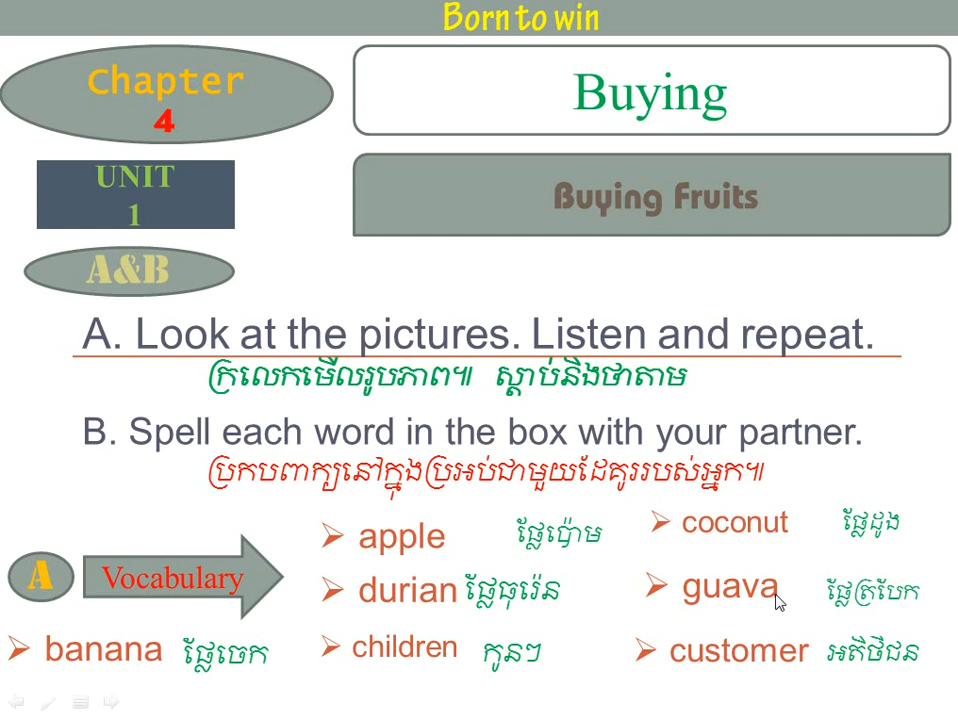 Born to win
Chapter
4
Buying
UNIT
1
Buying Fruits
A&B
A. Look at the pictures. Listen and repeat.
ក្រលេកមើលរូបភាព៕ ស្ដាប់និងថាតាម
B. Spell each word in the box with your partner.
ប្រកបពាក្យនៅក្នុងប្រអប់ជាមួយដៃគូររបស់អ្នក៕
A
Vocabulary
➢ apple ផ្លែប៉ោម
➢ coconut ផ្លែដូង
➢ durian ផ្លែធុរ៉េន
➢ guava ផ្លែត្របែក
➢ banana ផ្លែចេក
➢ children កូនៗ
➢ customer អតិថិជន